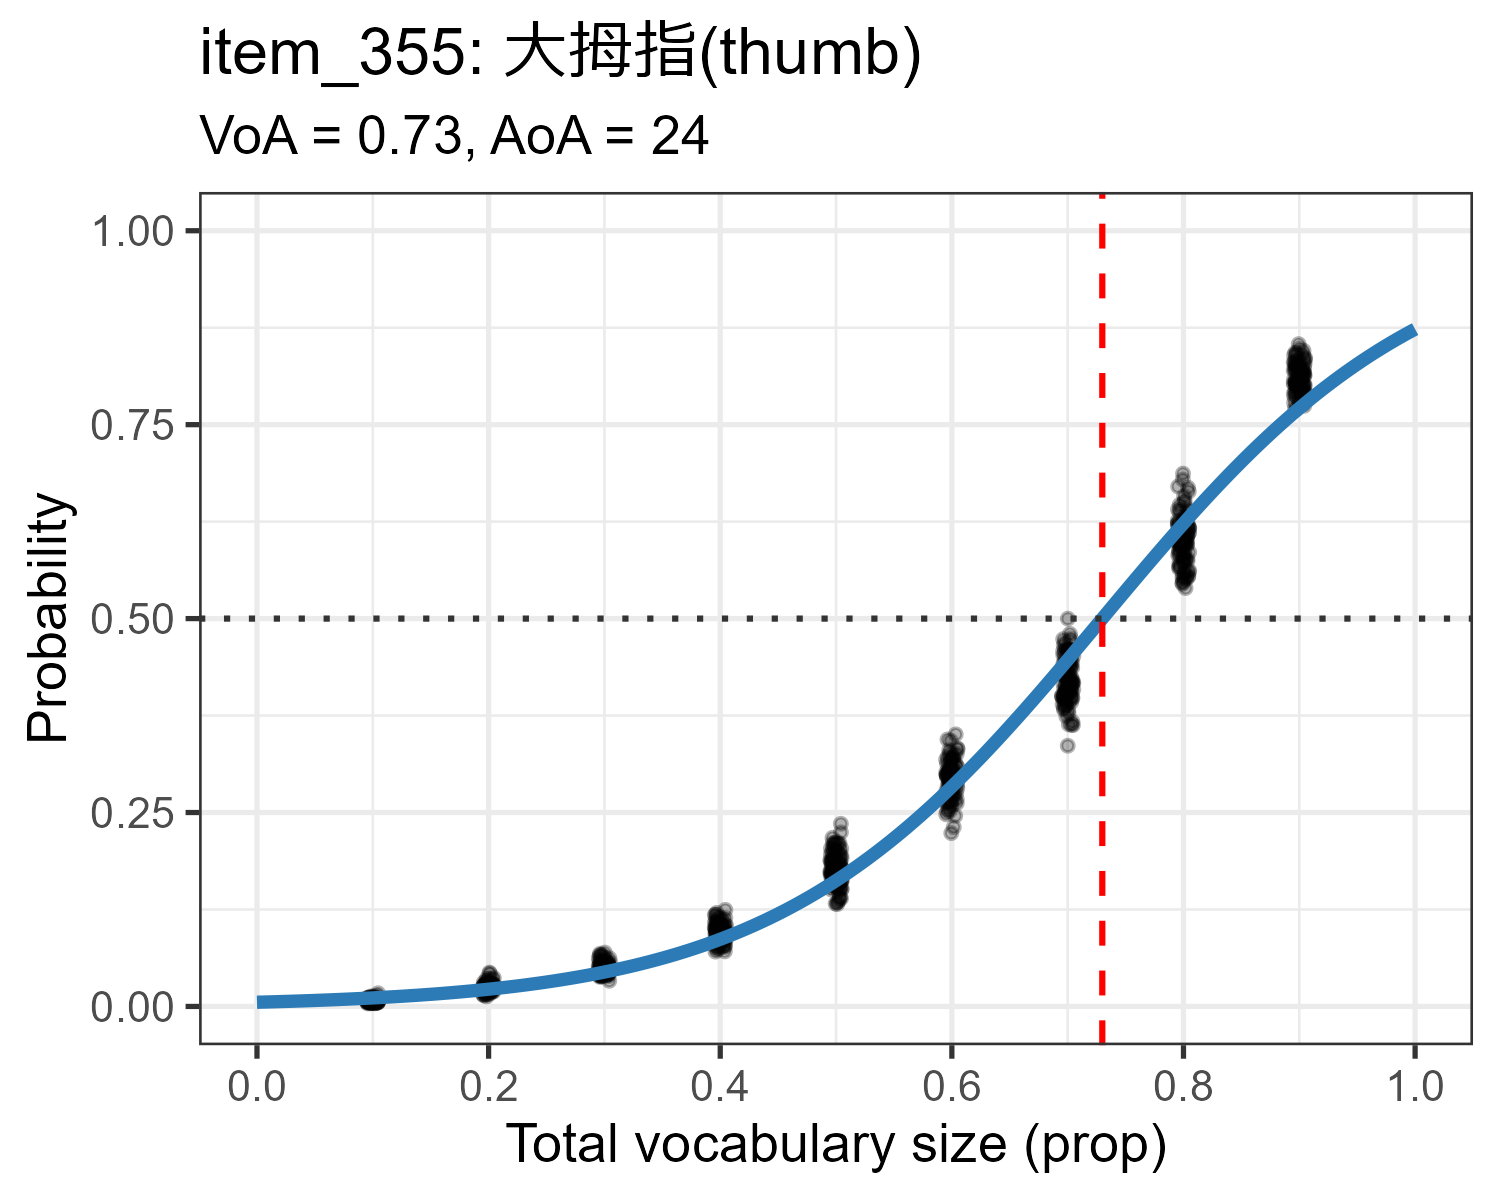 item_355: 大拇指(thumb)
VoA = 0.73, AoA = 24
1.00
0.75
0.50
0.25
0.00
Probability
0.0 0.2 0.4 0.6 0.8 1.0
Total vocabulary size (prop)